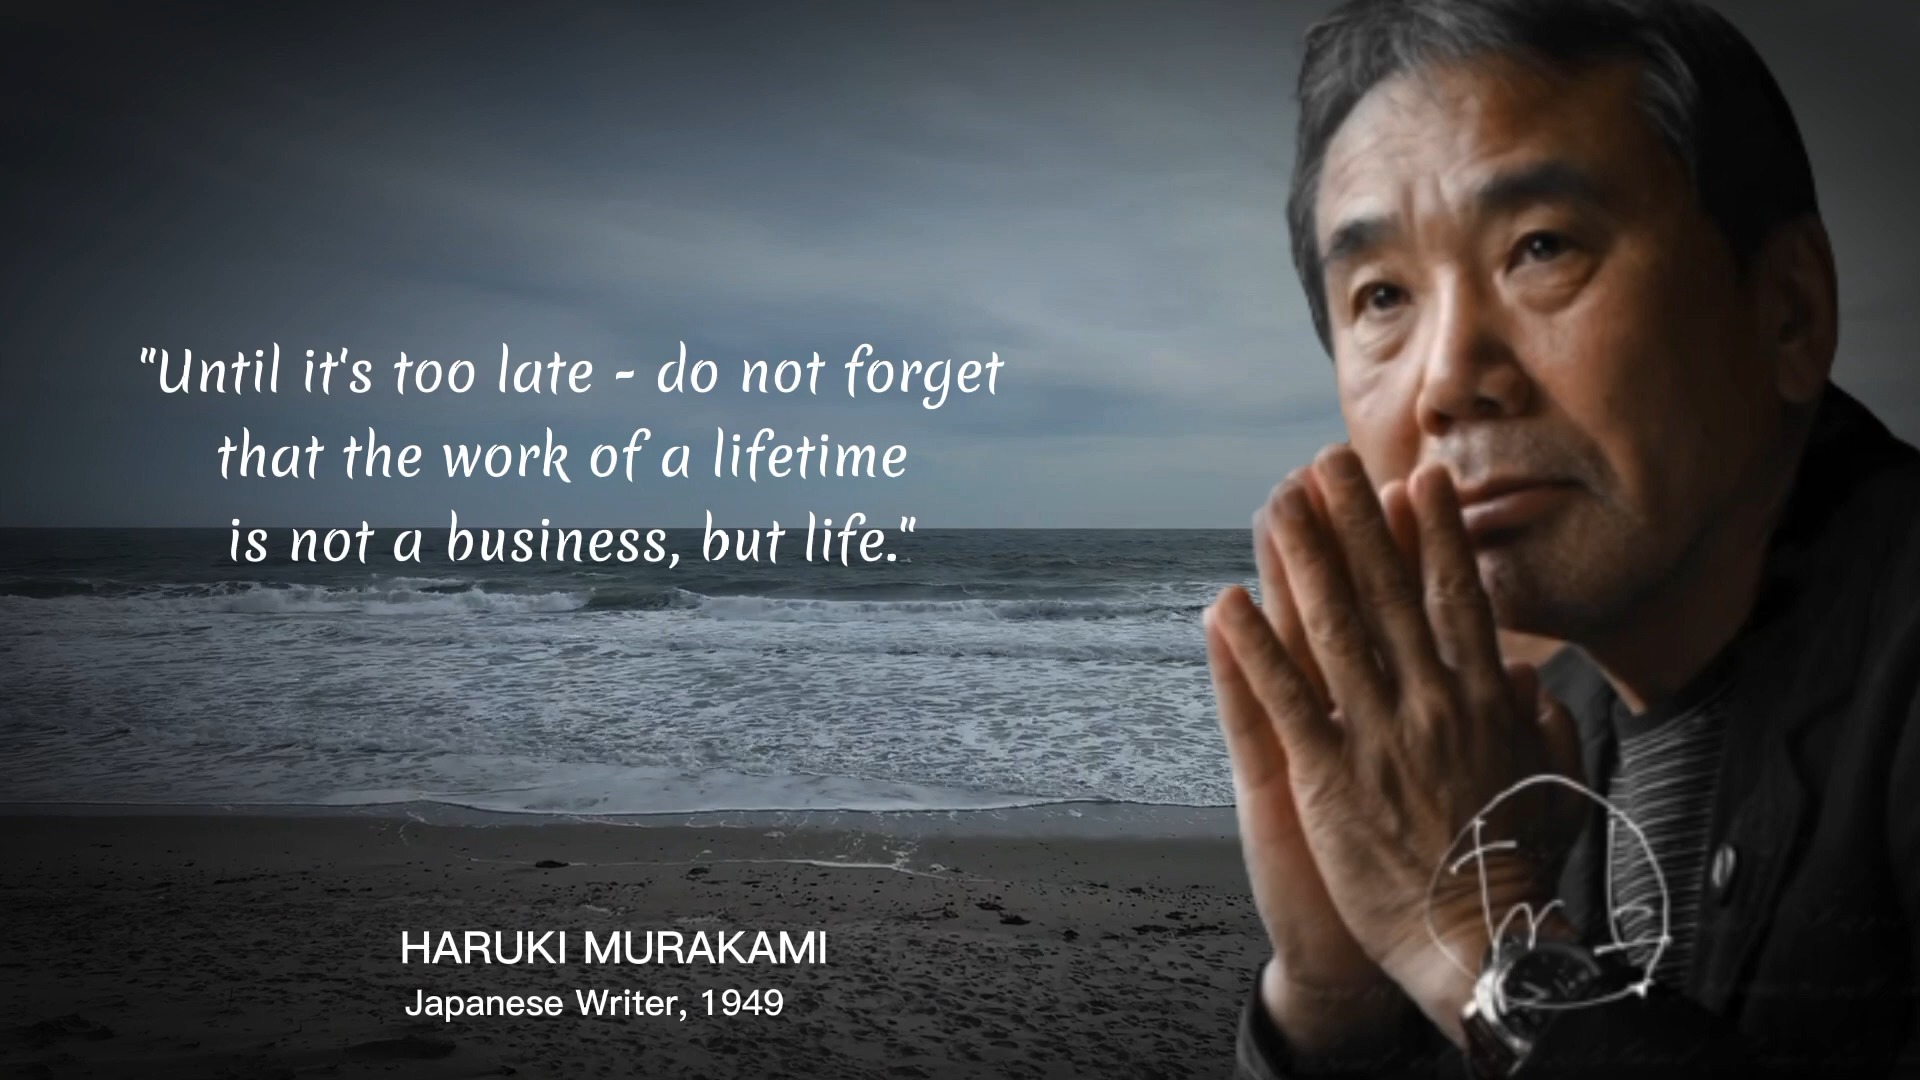 "Until it's too late - do not forget
that the work of a lifetime
is not a business, but life."
HARUKI MURAKAMI
Japanese Writer, 1949